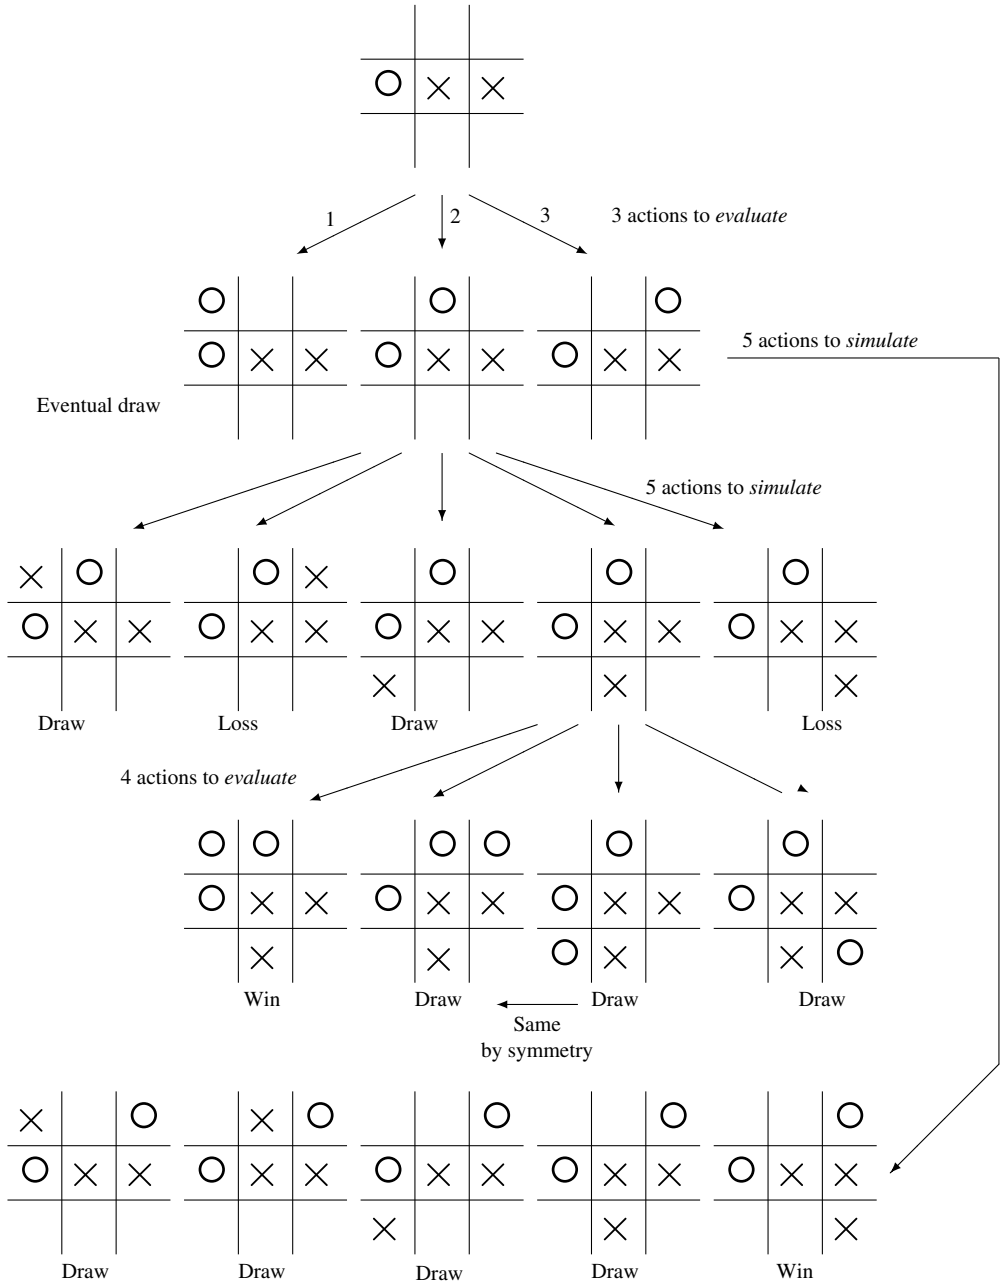 1
2
3
3 actions to evaluate
5 actions to simulate
Eventual draw
5 actions to simulate
Draw
Loss
Draw
Loss
4 actions to evaluate
Win
Draw
Draw
Draw
Same
by symmetry
Draw
Draw
Draw
Draw
Win